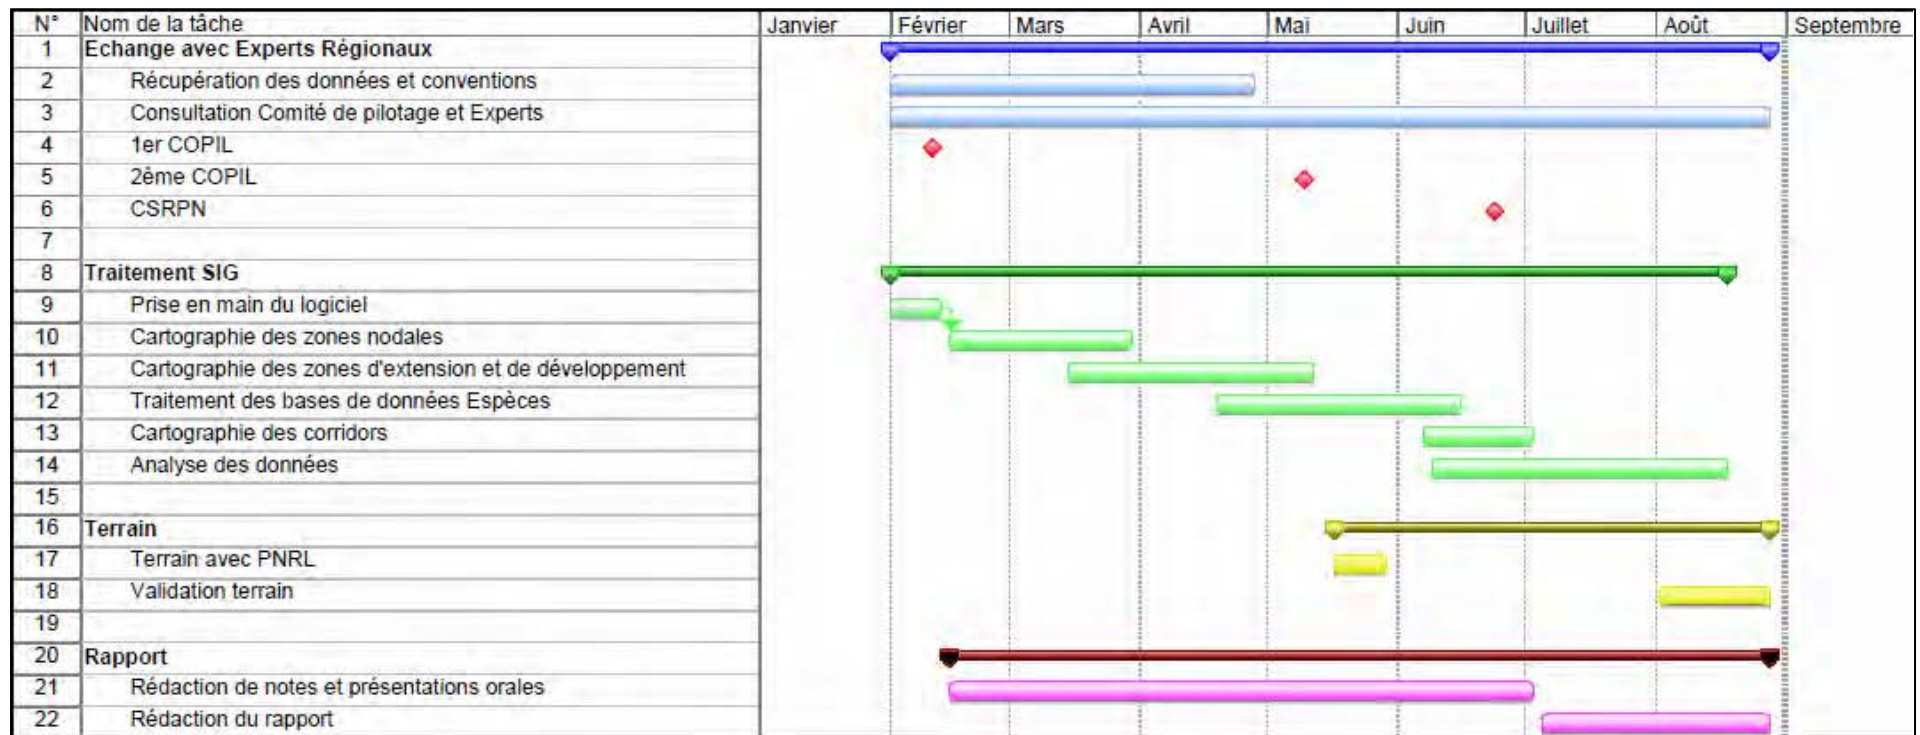 N° Nom de la tâche Janvier Février Mars Avril Mai Juin Juillet Août Septembre
1 Echange avec Experts Régionaux
2 Récupération des données et conventions
3 Consultation Comité de pilotage et Experts
4 1er COPIL
5 2ême COPIL
6 CSRPN
7
8 Traitement SIG
9 Prise en main du logiciel
10 Cartographie des zones nodales
11 Cartographie des zones d'extension et de développement
12 Traitement des bases de données Espèces
13 Cartographie des corridors
14 Analyse des données
15
16 Terrain
17 Terrain avec PNRL
18 Validation terrain
19
20 Rapport
21 Rédaction de notes et présentations orales
22 Rédaction du rapport